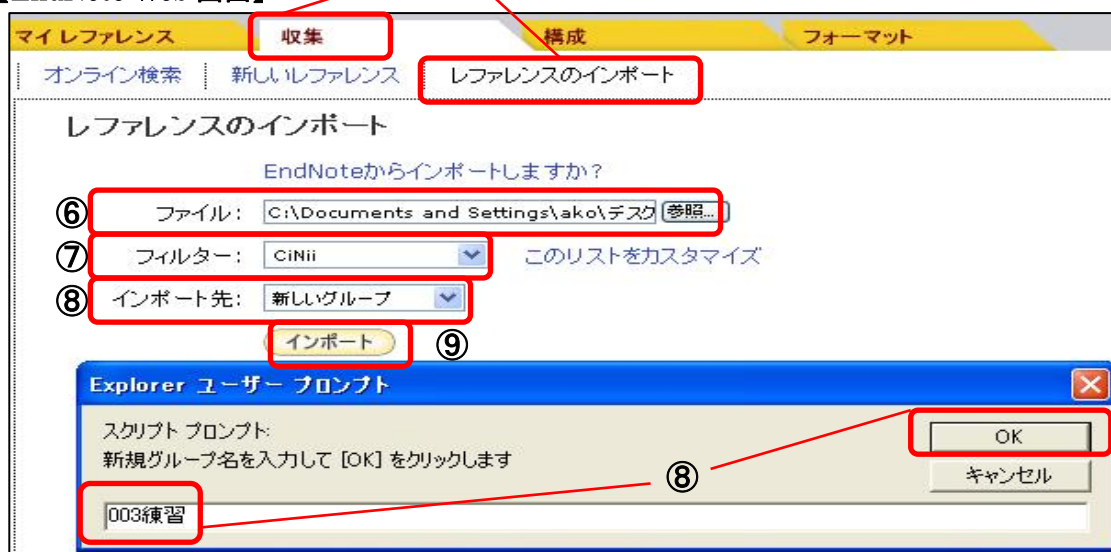 マイ レファレンス 収集 構成 フォーマット
オンライン検索 新しいレファレンス レファレンスのインポート
レファレンスのインポート
EndNoteからインポートしますか?
⑥ ファイル: C:\Documents and Settings\ako\デスク 参照...
⑦ フィルター: CiNii このリストをカスタマイズ
⑧ インポート先: 新しいグループ
インポート ⑨
Explorer ユーザー プロンプト
スクリプト プロンプト: OK
新規グループ名を入力して [OK] をクリックします
⑧ キャンセル
003練習